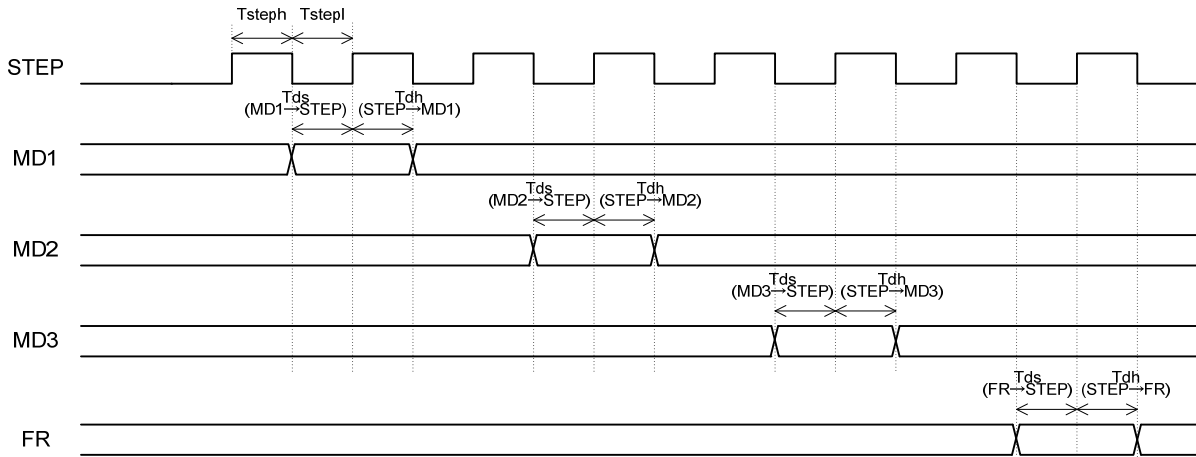 Tsteph Tstepl
STEP
Tds Tdh
(MD1→STEP) (STEP→MD1)
MD1
Tds Tdh
(MD2→STEP) (STEP→MD2)
MD2
Tds Tdh
(MD3→STEP) (STEP→MD3)
MD3
Tds Tdh
(FR→STEP) (STEP→FR)
FR